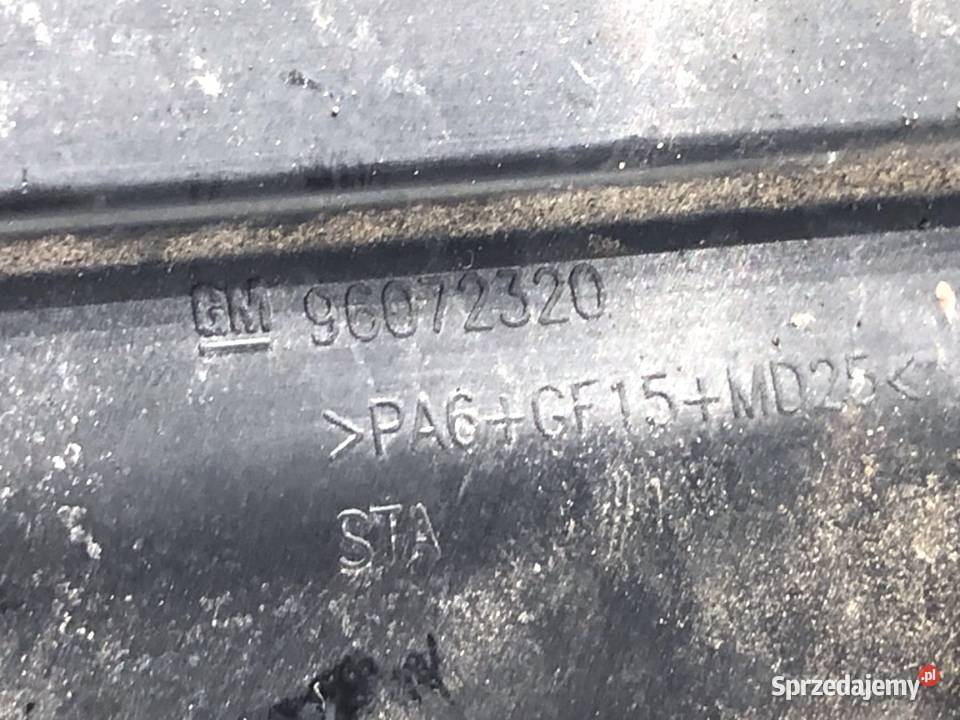 GM 96072320
>PA6+GF15+MD25<
STA
Sprzedajemy.pl